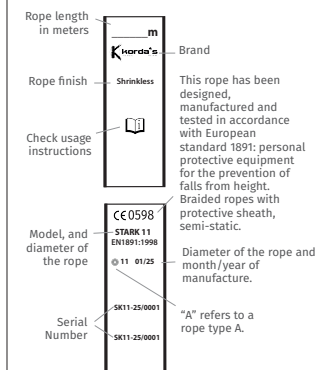 Rope length
in meters
______m
korda's
Brand
Rope finish
Shrinkless
Check usage
instructions
This rope has been
designed,
manufactured and
tested in accordance
with European
standard 1891: personal
protective equipment
for the prevention of
falls from height.
Braided ropes with
protective sheath,
semi-static.
CE 0598
STARK 11
EN1891:1998
Model, and
diameter of
the rope
11 01/25
Diameter of the rope and
month/year of
manufacture.
"A" refers to a
rope type A.
Serial
Number
SK11-25/0001
SK11-25/0001